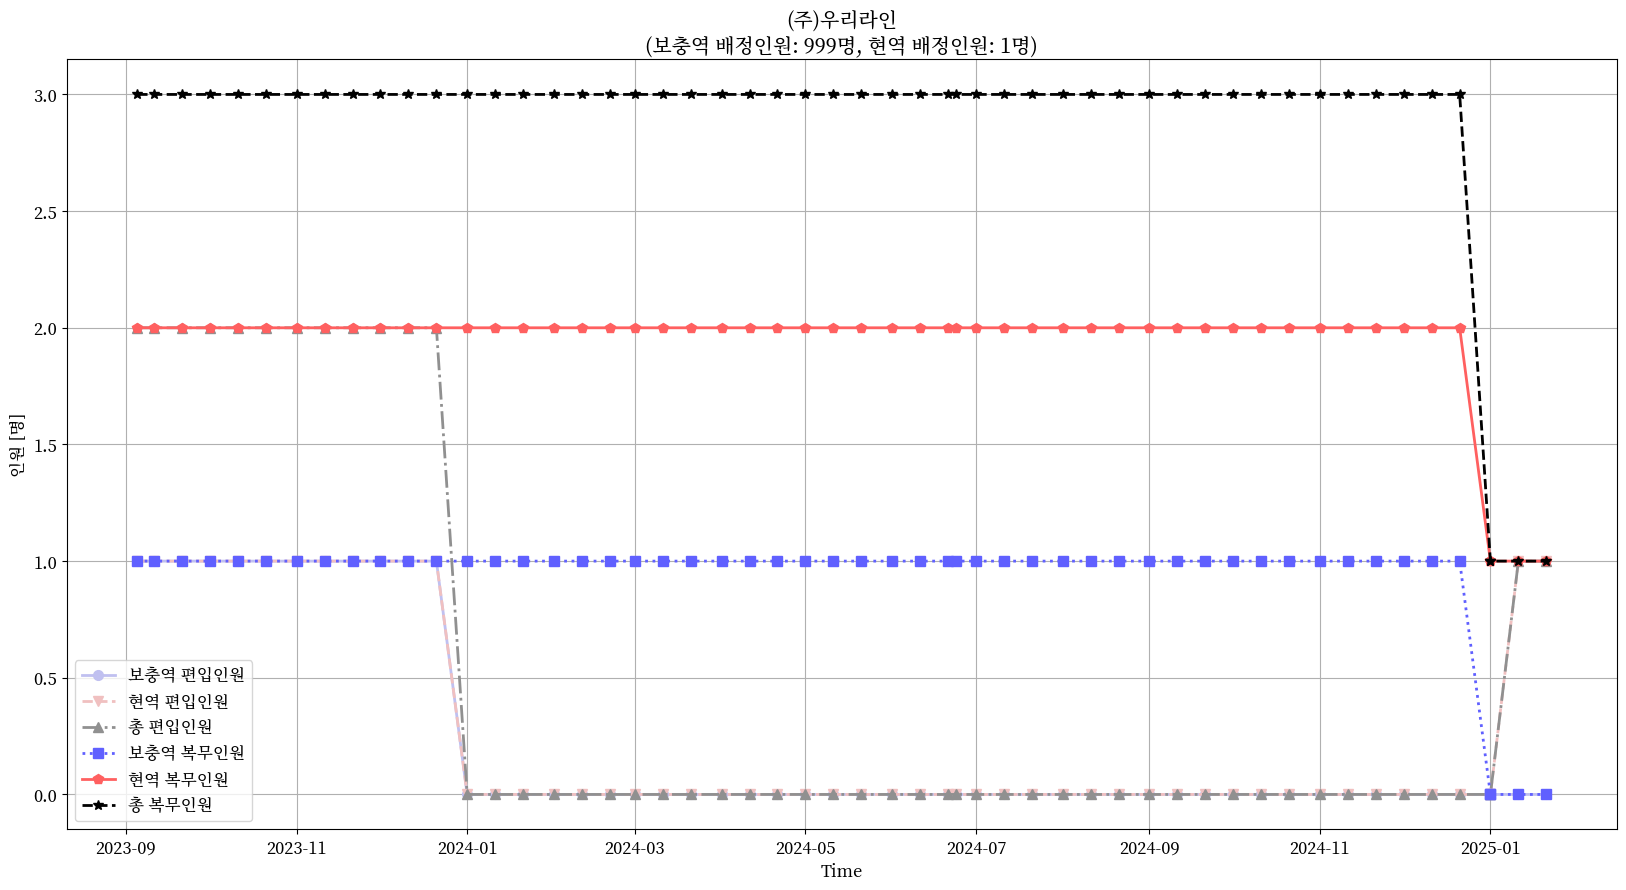 (주)우리라인
(보충역 배정인원: 999명, 현역 배정인원: 1명)
3.0
2.5
2.0
1.5
1.0
0.5
0.0
인원 [명]
보충역 편입인원
현역 편입인원
총 편입인원
보충역 복무인원
현역 복무인원
총 복무인원
2023-09 2023-11 2024-01 2024-03 2024-05 2024-07 2024-09 2024-11 2025-01
Time